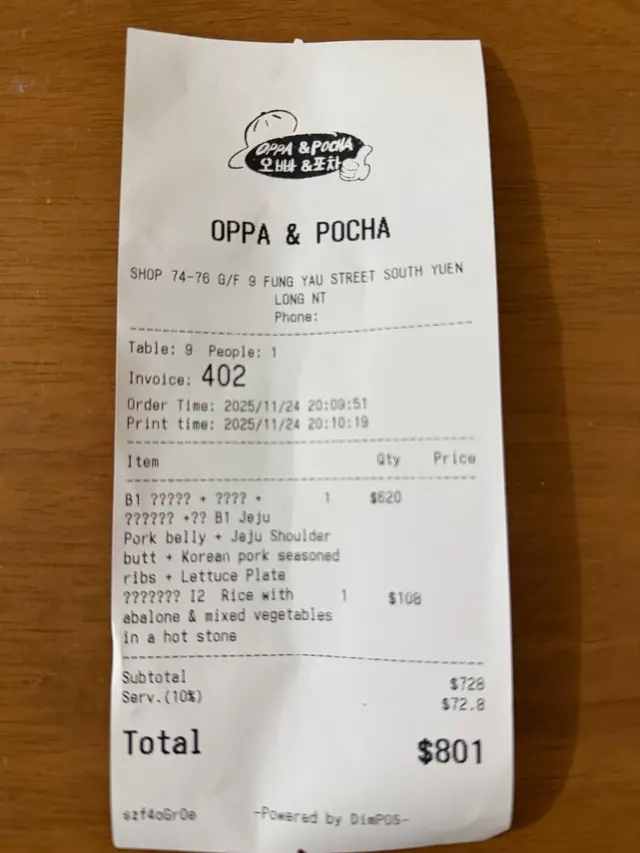 OPPA & POCHA
오빠 & 포차
OPPA & POCHA
SHOP 74-76 G/F 9 FUNG YAU STREET SOUTH YUEN
LONG NT
Phone:
Table: 9 People: 1
Invoice: 402
Order Time: 2025/11/24 20:09:51
Print time: 2025/11/24 20:10:19
Item Qty Price
B1 ????? + ???? + 1 $620
?????? +?? B1 Jeju
Pork belly + Jeju Shoulder
butt + Korean pork seasoned
ribs + Lettuce Plate
??????? I2 Rice with 1 $108
abalone & mixed vegetables
in a hot stone
Subtotal $728
Serv.(10%) $72.8
Total $801
szf4oGrOe -Powered by DimPOS-